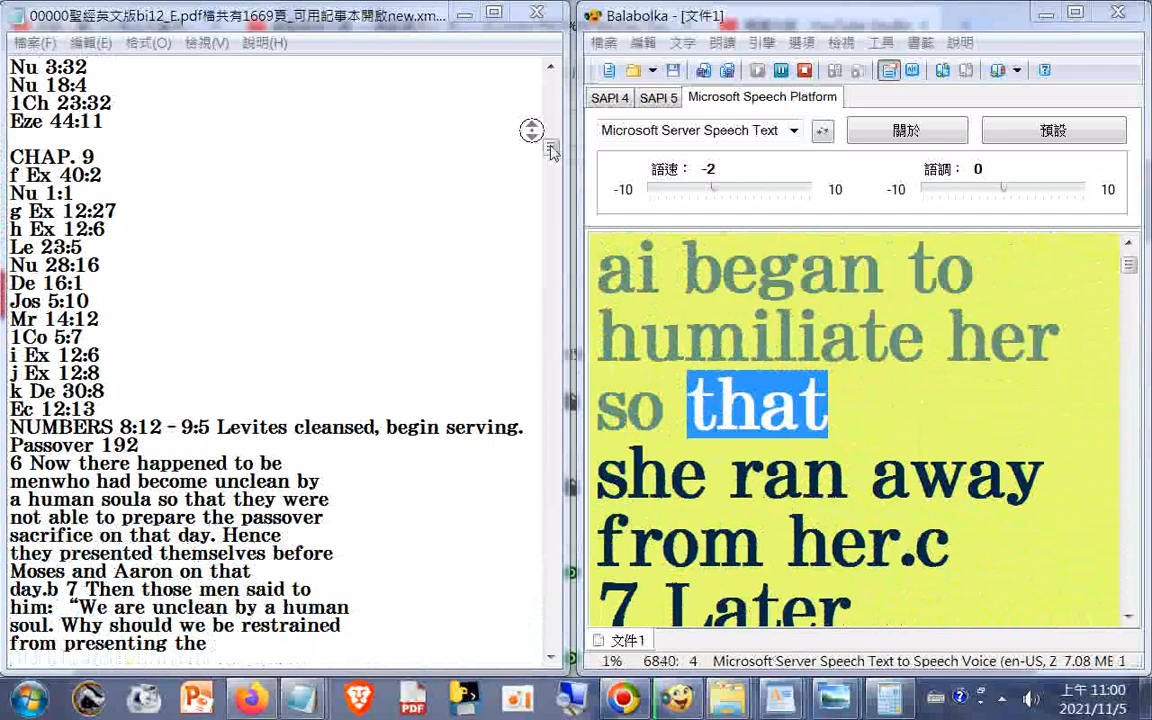 00000聖經英文版bi12_E.pdf檔共有1669頁_可用記事本開啟new.xm...
檔案(F) 編輯(E) 格式(O) 檢視(V) 說明(H)
Nu 3:32
Nu 18:4
1Ch 23:32
Eze 44:11
CHAP. 9
f Ex 40:2
Nu 1:1
g Ex 12:27
h Ex 12:6
Le 23:5
Nu 28:16
De 16:1
Jos 5:10
Mr 14:12
1Co 5:7
i Ex 12:6
j Ex 12:8
k De 30:8
Ec 12:13
NUMBERS 8:12–9:5 Levites cleansed, begin serving.
Passover 192
6 Now there happened to be
menwho had become unclean by
a human soula so that they were
not able to prepare the passover
sacrifice on that day. Hence
they presented themselves before
Moses and Aaron on that
day.b 7 Then those men said to
him: “We are unclean by a human
soul. Why should we be restrained
from presenting the
Balabolka - [文件1]
檔案 編輯 文字 朗讀 引擎 選項 檢視 工具 書籤 說明
SAPI 4 SAPI 5 Microsoft Speech Platform
Microsoft Server Speech Text 關於 預設
語速： -2 語調： 0
-10 10 -10 10
ai began to
humiliate her
so that
she ran away
from her.c
7 Later
文件1
1% 6840: 4 Microsoft Server Speech Text to Speech Voice (en-US, Z 7.08 ME 1
PDF
上午 11:00
2021/11/5